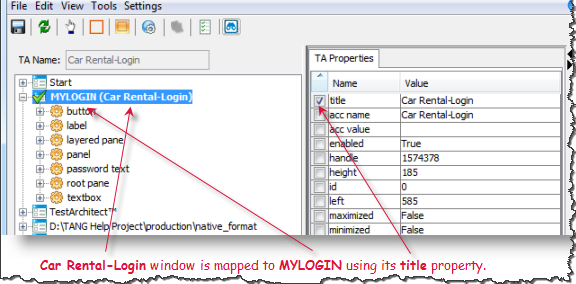 File Edit View Tools Settings
TA Name: Car Rental-Login
Start
MYLOGIN (Car Rental-Login)
button
label
layered pane
panel
password text
root pane
textbox
TestArchitect™
D:\TANG Help Project\production\native_format
TA Properties
Name Value
title Car Rental-Login
acc name Car Rental-Login
acc value
enabled True
handle 1574378
height 185
id 0
left 585
maximized False
minimized False
Car Rental-Login window is mapped to MYLOGIN using its title property.